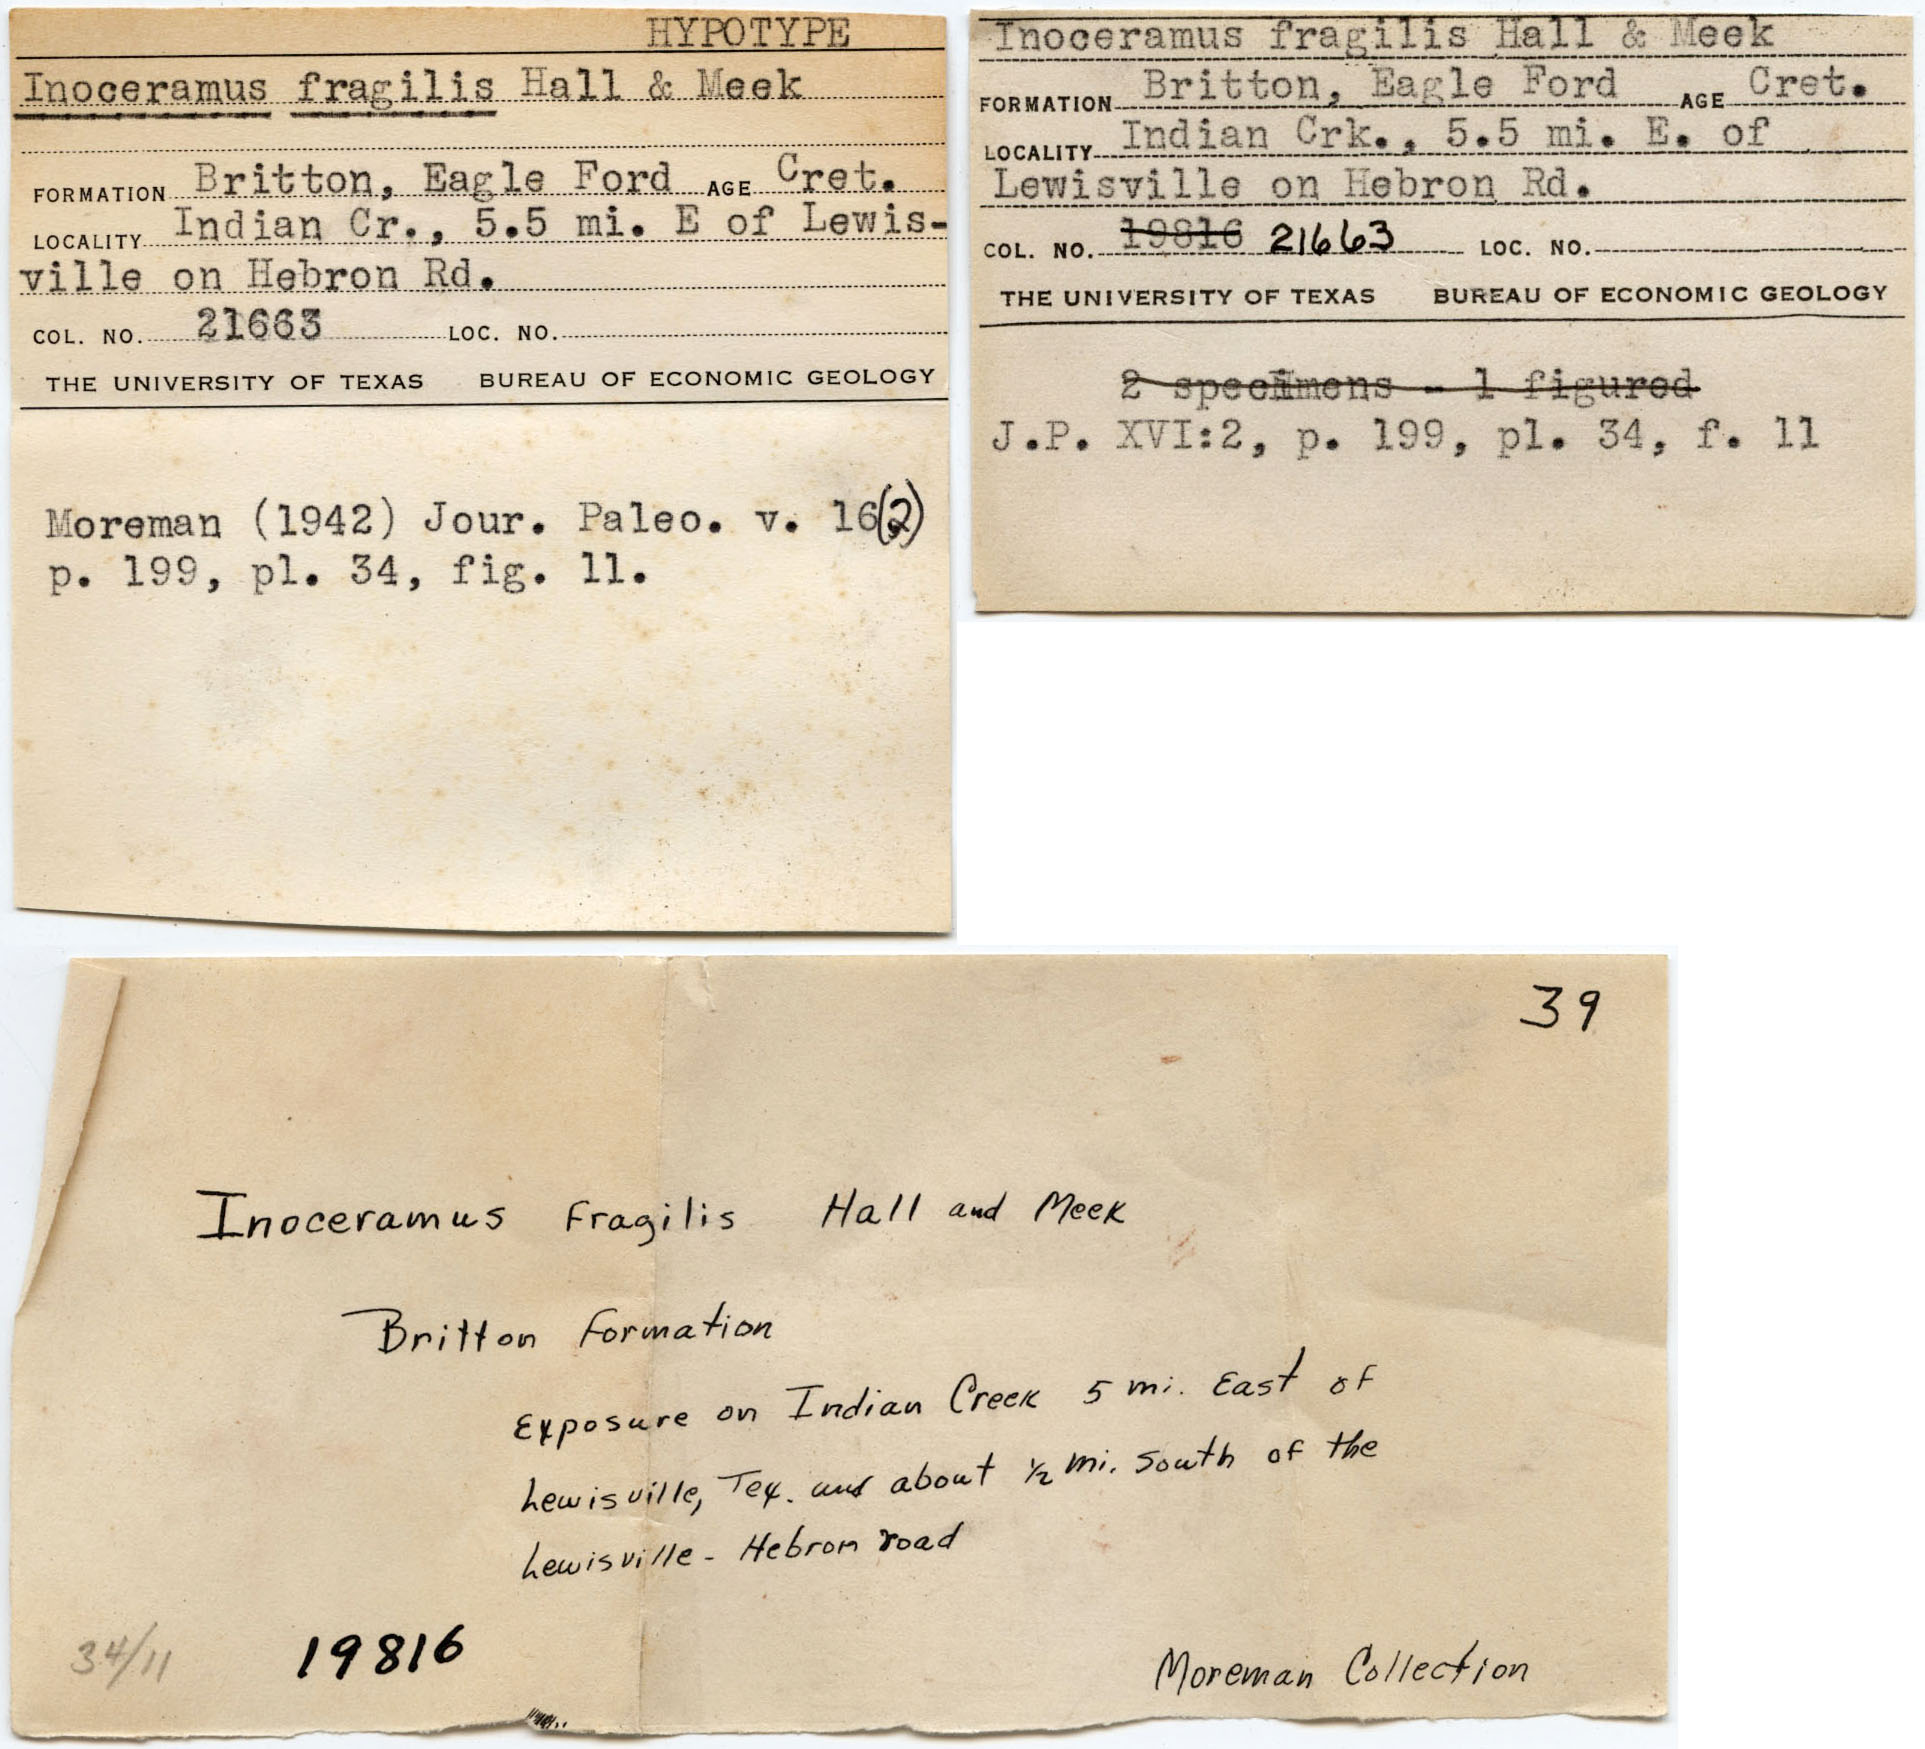 HYPOTYPE
Inoceramus fragilis Hall & Meek
FORMATION Britton, Eagle Ford AGE Cret.
LOCALITY Indian Cr., 5.5 mi. E of Lewis-
ville on Hebron Rd.
COL. NO. 21663 LOC. NO.
THE UNIVERSITY OF TEXAS BUREAU OF ECONOMIC GEOLOGY
Moreman (1942) Jour. Paleo. v. 16(2)
p. 199, pl. 34, fig. 11.
Inoceramus fragilis Hall & Meek
FORMATION Britton, Eagle Ford AGE Cret.
LOCALITY Indian Crk., 5.5 mi. E. of
Lewisville on Hebron Rd.
COL. NO. 19816 21663 LOC. NO.
THE UNIVERSITY OF TEXAS BUREAU OF ECONOMIC GEOLOGY
2 specimens - 1 figured
J.P. XVI:2, p. 199, pl. 34, f. 11
39
Inoceramus fragilis Hall and Meek
Britton formation
Exposure on Indian Creek 5 mi. East of
Lewisville, Tex. and about ½ mi. South of the
Lewisville - Hebron road
34/11
19816
Moreman Collection